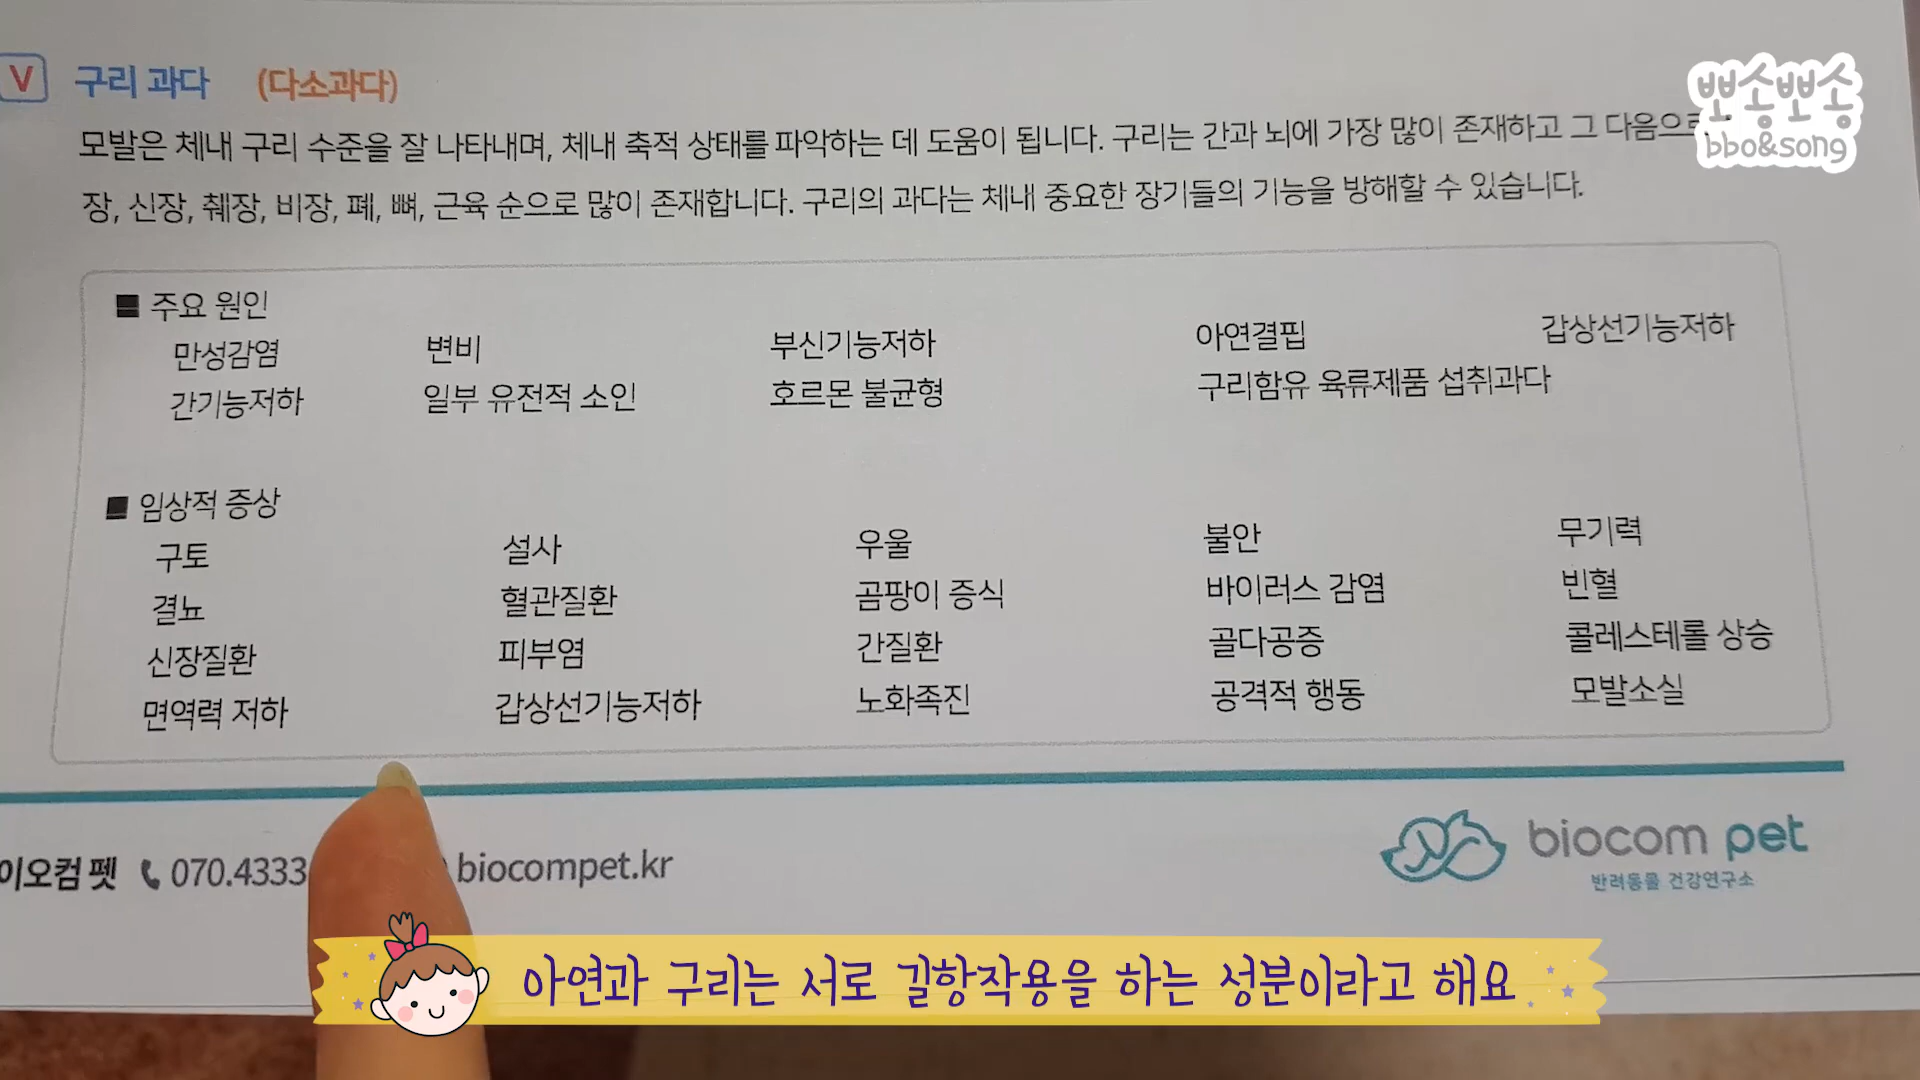 V 구리 과다 (다소과다)
뽀송뽀송
bbo&song
모발은 체내 구리 수준을 잘 나타내며, 체내 축적 상태를 파악하는 데 도움이 됩니다. 구리는 간과 뇌에 가장 많이 존재하고 그 다음으로
장, 신장, 췌장, 비장, 폐, 뼈, 근육 순으로 많이 존재합니다. 구리의 과다는 체내 중요한 장기들의 기능을 방해할 수 있습니다.
■ 주요 원인
만성감염 변비 부신기능저하 아연결핍 갑상선기능저하
간기능저하 일부 유전적 소인 호르몬 불균형 구리함유 육류제품 섭취과다
■ 임상적 증상
구토 설사 우울 불안 무기력
결뇨 혈관질환 곰팡이 증식 바이러스 감염 빈혈
신장질환 피부염 간질환 골다공증 콜레스테롤 상승
면역력 저하 갑상선기능저하 노화족진 공격적 행동 모발소실
이오컴 펫 070.4333 biocompet.kr
biocom pet
반려동물 건강연구소
아연과 구리는 서로 길항작용을 하는 성분이라고 해요